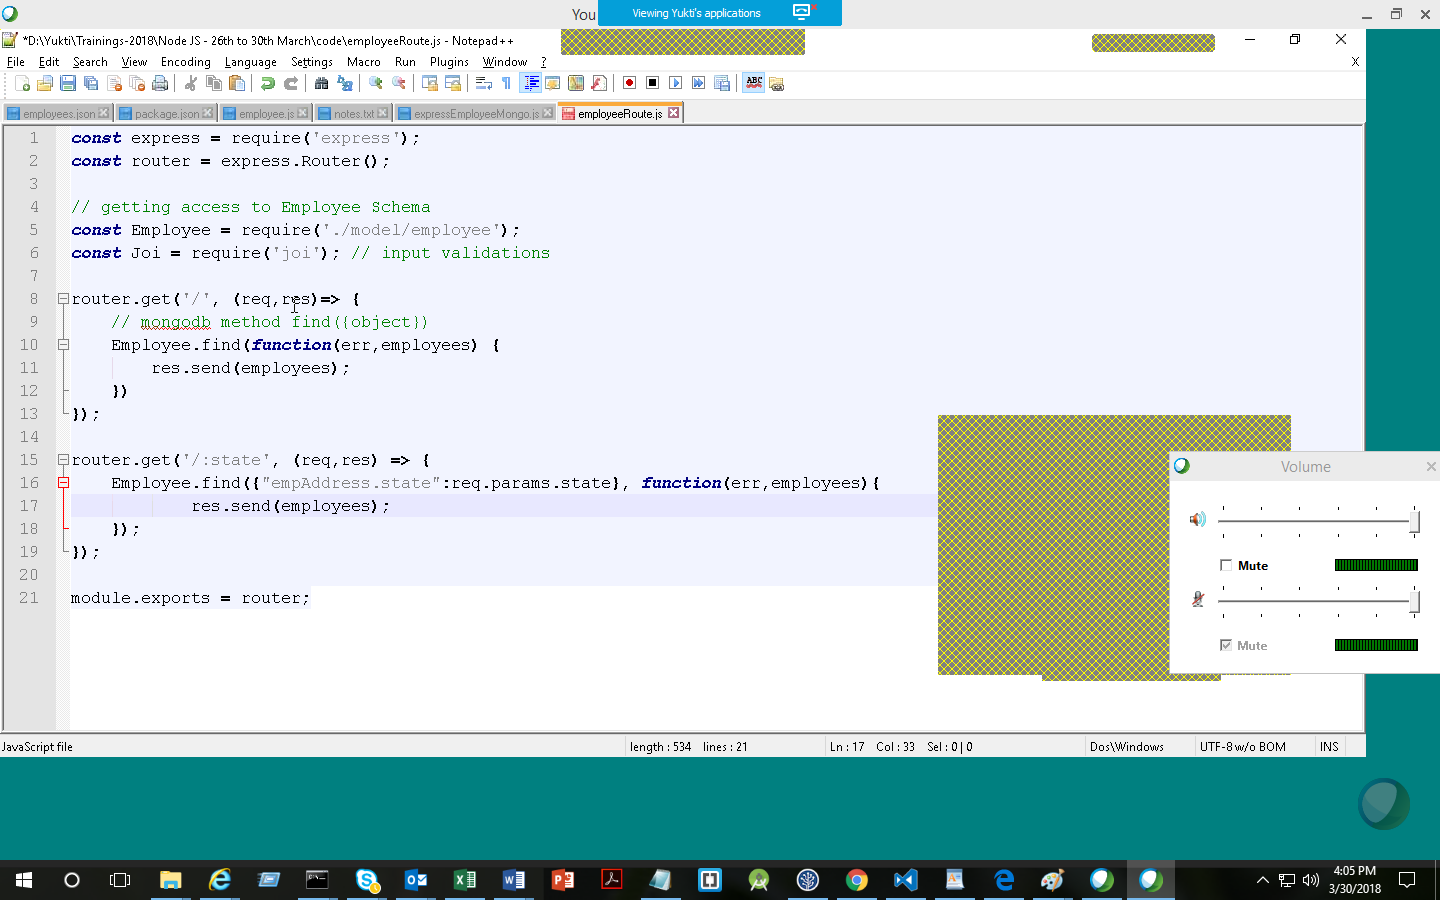 You
Viewing Yukti's applications
*D:\Yukti\Trainings-2018\Node JS - 26th to 30th March\code\employeeRoute.js - Notepad++
File Edit Search View Encoding Language Settings Macro Run Plugins Window ? X
employees.json package.json employee.js notes.txt expressEmployeeMongo.js employeeRoute.js
1 const express = require('express');
2 const router = express.Router();
3
4 // getting access to Employee Schema
5 const Employee = require('./model/employee');
6 const Joi = require('joi'); // input validations
7
8 router.get('/', (req,res)=> {
9 // mongodb method find({object})
10 Employee.find(function(err,employees) {
11 res.send(employees);
12 })
13 });
14
15 router.get('/:state', (req,res) => {
16 Employee.find({"empAddress.state":req.params.state}, function(err,employees){
17 res.send(employees);
18 });
19 });
20
21 module.exports = router;
Volume
Mute
Mute
JavaScript file length : 534 lines : 21 Ln : 17 Col : 33 Sel : 0 | 0 Dos\Windows UTF-8 w/o BOM INS
4:05 PM
3/30/2018